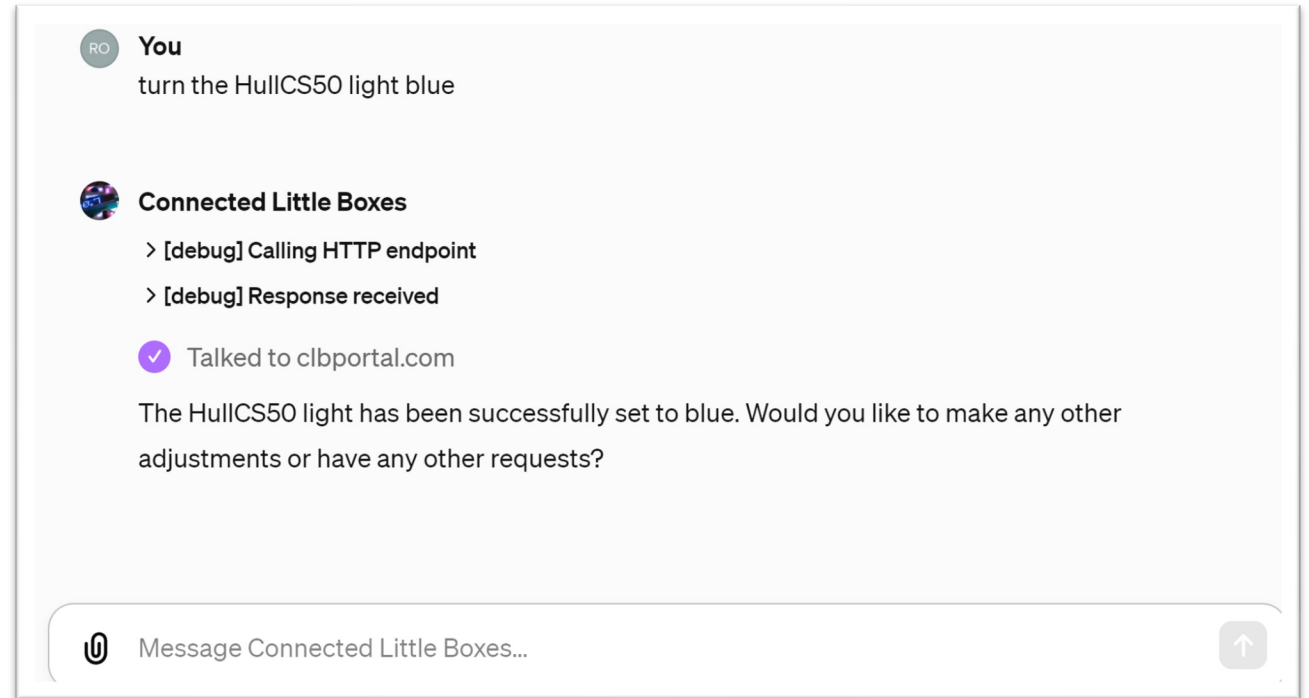 RO
You
turn the HullCS50 light blue
Connected Little Boxes
> [debug] Calling HTTP endpoint
> [debug] Response received
Talked to clbportal.com
The HullCS50 light has been successfully set to blue. Would you like to make any other
adjustments or have any other requests?
Message Connected Little Boxes...